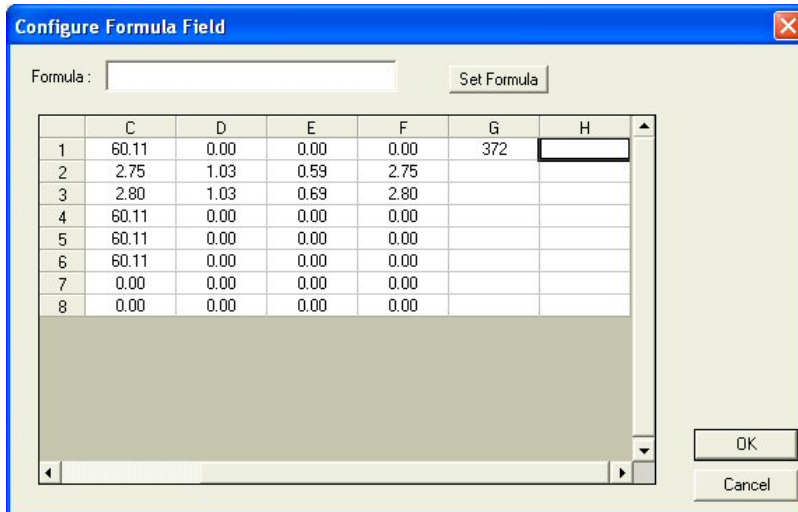 Configure Formula Field
Formula : Set Formula
C D E F G H
1 60.11 0.00 0.00 0.00 372
2 2.75 1.03 0.59 2.75
3 2.80 1.03 0.69 2.80
4 60.11 0.00 0.00 0.00
5 60.11 0.00 0.00 0.00
6 60.11 0.00 0.00 0.00
7 0.00 0.00 0.00 0.00
8 0.00 0.00 0.00 0.00
OK
Cancel